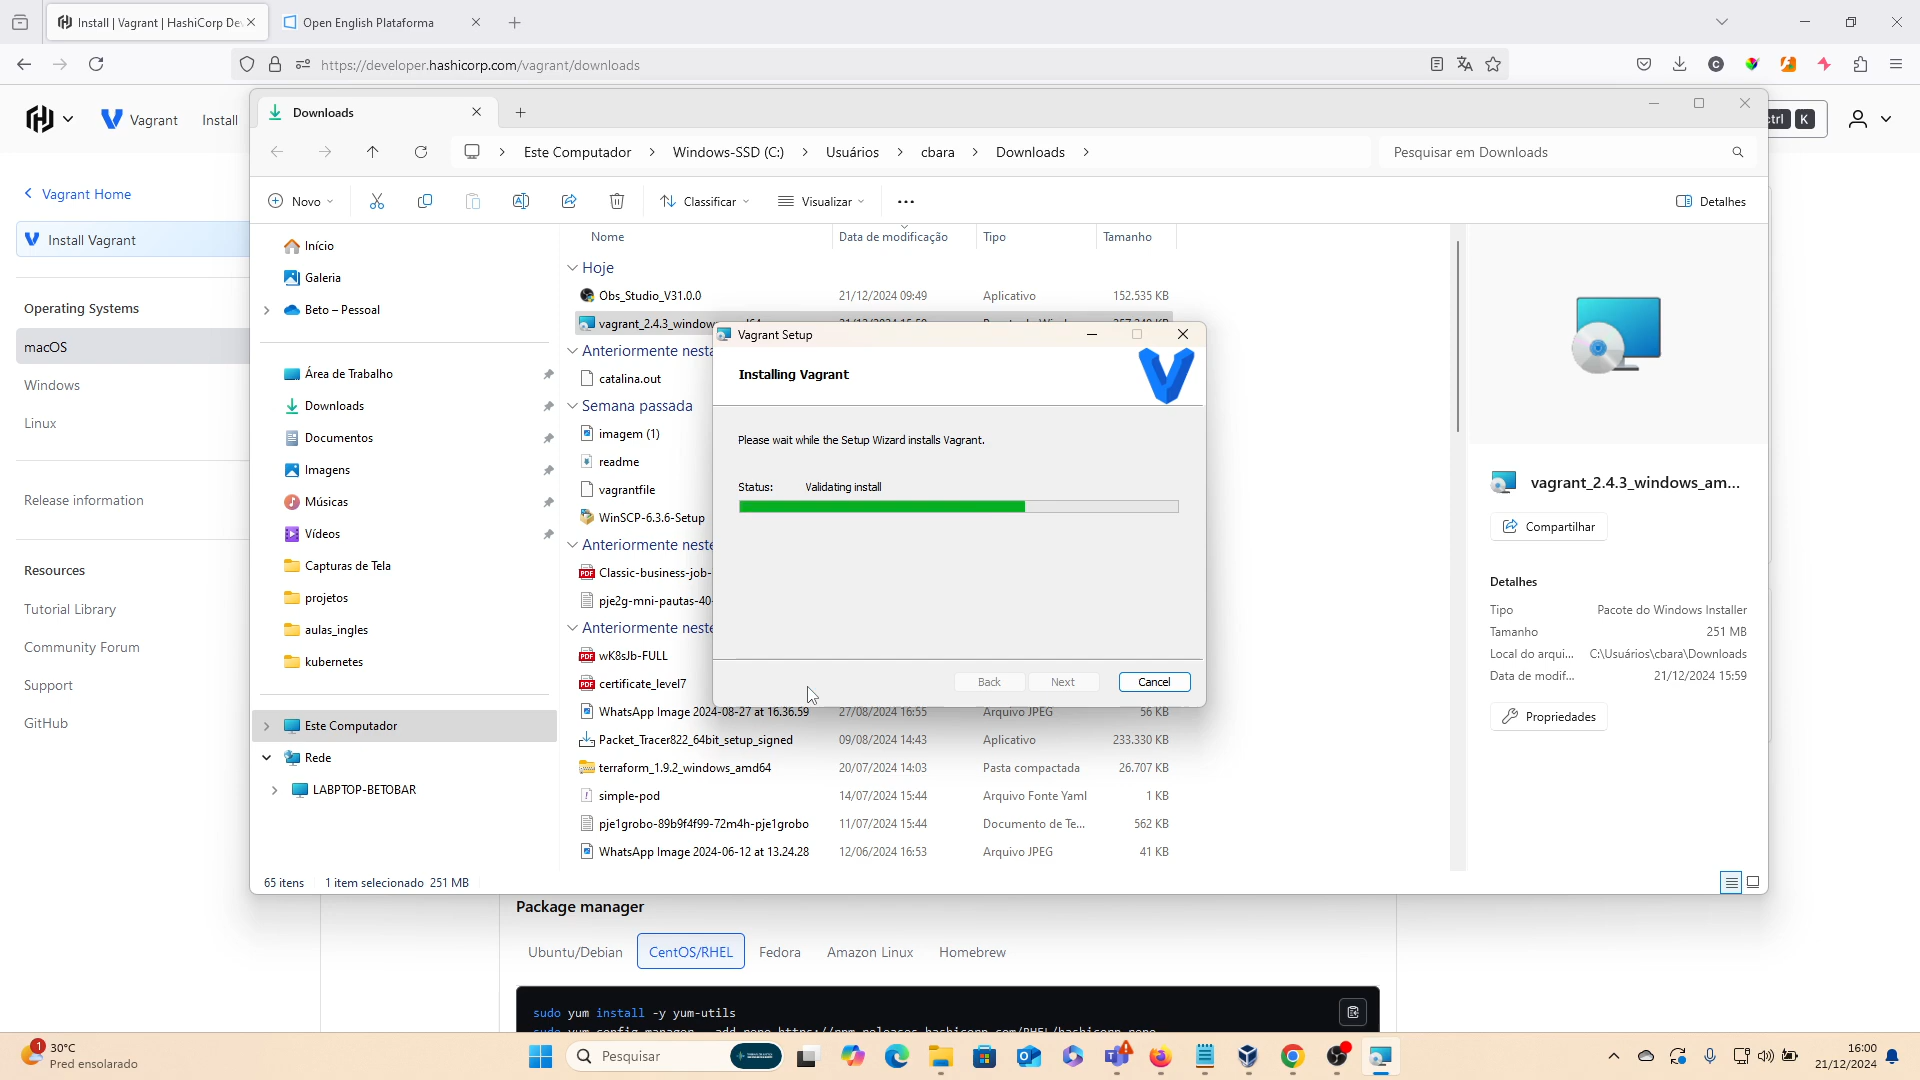 Install | Vagrant | HashiCorp De
Open English Plataforma
https://developer.hashicorp.com/vagrant/downloads
Vagrant
Install
ctrl
K
Vagrant Home
Install Vagrant
Operating Systems
macOS
Windows
Linux
Release information
Resources
Tutorial Library
Community Forum
Support
GitHub
Downloads
Este Computador
Windows-SSD (C:)
Usuários
cbara
Downloads
Pesquisar em Downloads
Novo
Classificar
Visualizar
Detalhes
Início
Galeria
Beto – Pessoal
Área de Trabalho
Downloads
Documentos
Imagens
Músicas
Vídeos
Capturas de Tela
projetos
aulas_ingles
kubernetes
Este Computador
Rede
LABPTOP-BETOBAR
Nome
Data de modificação
Tipo
Tamanho
Hoje
Obs_Studio_V31.0.0 21/12/2024 09:49 Aplicativo 152.535 KB
vagrant_2.4.3_window
Anteriormente nesta
catalina.out
Semana passada
imagem (1)
readme
vagrantfile
WinSCP-6.3.6-Setup
Anteriormente neste
Classic-business-job-
pje2g-mni-pautas-40
Anteriormente neste
wK8sJb-FULL
certificate_level7
WhatsApp Image 2024-08-27 at 16.36.59 27/08/2024 16:55 Arquivo JPEG 56 KB
Packet_Tracer822_64bit_setup_signed 09/08/2024 14:43 Aplicativo 233.330 KB
terraform_1.9.2_windows_amd64 20/07/2024 14:03 Pasta compactada 26.707 KB
simple-pod 14/07/2024 15:44 Arquivo Fonte Yaml 1 KB
pje1grobo-89b9f4f99-72m4h-pje1grobo 11/07/2024 15:44 Documento de Te... 562 KB
WhatsApp Image 2024-06-12 at 13.24.28 12/06/2024 16:53 Arquivo JPEG 41 KB
Vagrant Setup
Installing Vagrant
Please wait while the Setup Wizard installs Vagrant.
Status: Validating install
Back
Next
Cancel
vagrant_2.4.3_windows_am...
Compartilhar
Detalhes
Tipo Pacote do Windows Installer
Tamanho 251 MB
Local do arqui... C:\Usuários\cbara\Downloads
Data de modif... 21/12/2024 15:59
Propriedades
65 itens
1 item selecionado 251 MB
Package manager
Ubuntu/Debian
CentOS/RHEL
Fedora
Amazon Linux
Homebrew
sudo yum install -y yum-utils
1
30°C
Pred ensolarado
Pesquisar
16:00
21/12/2024